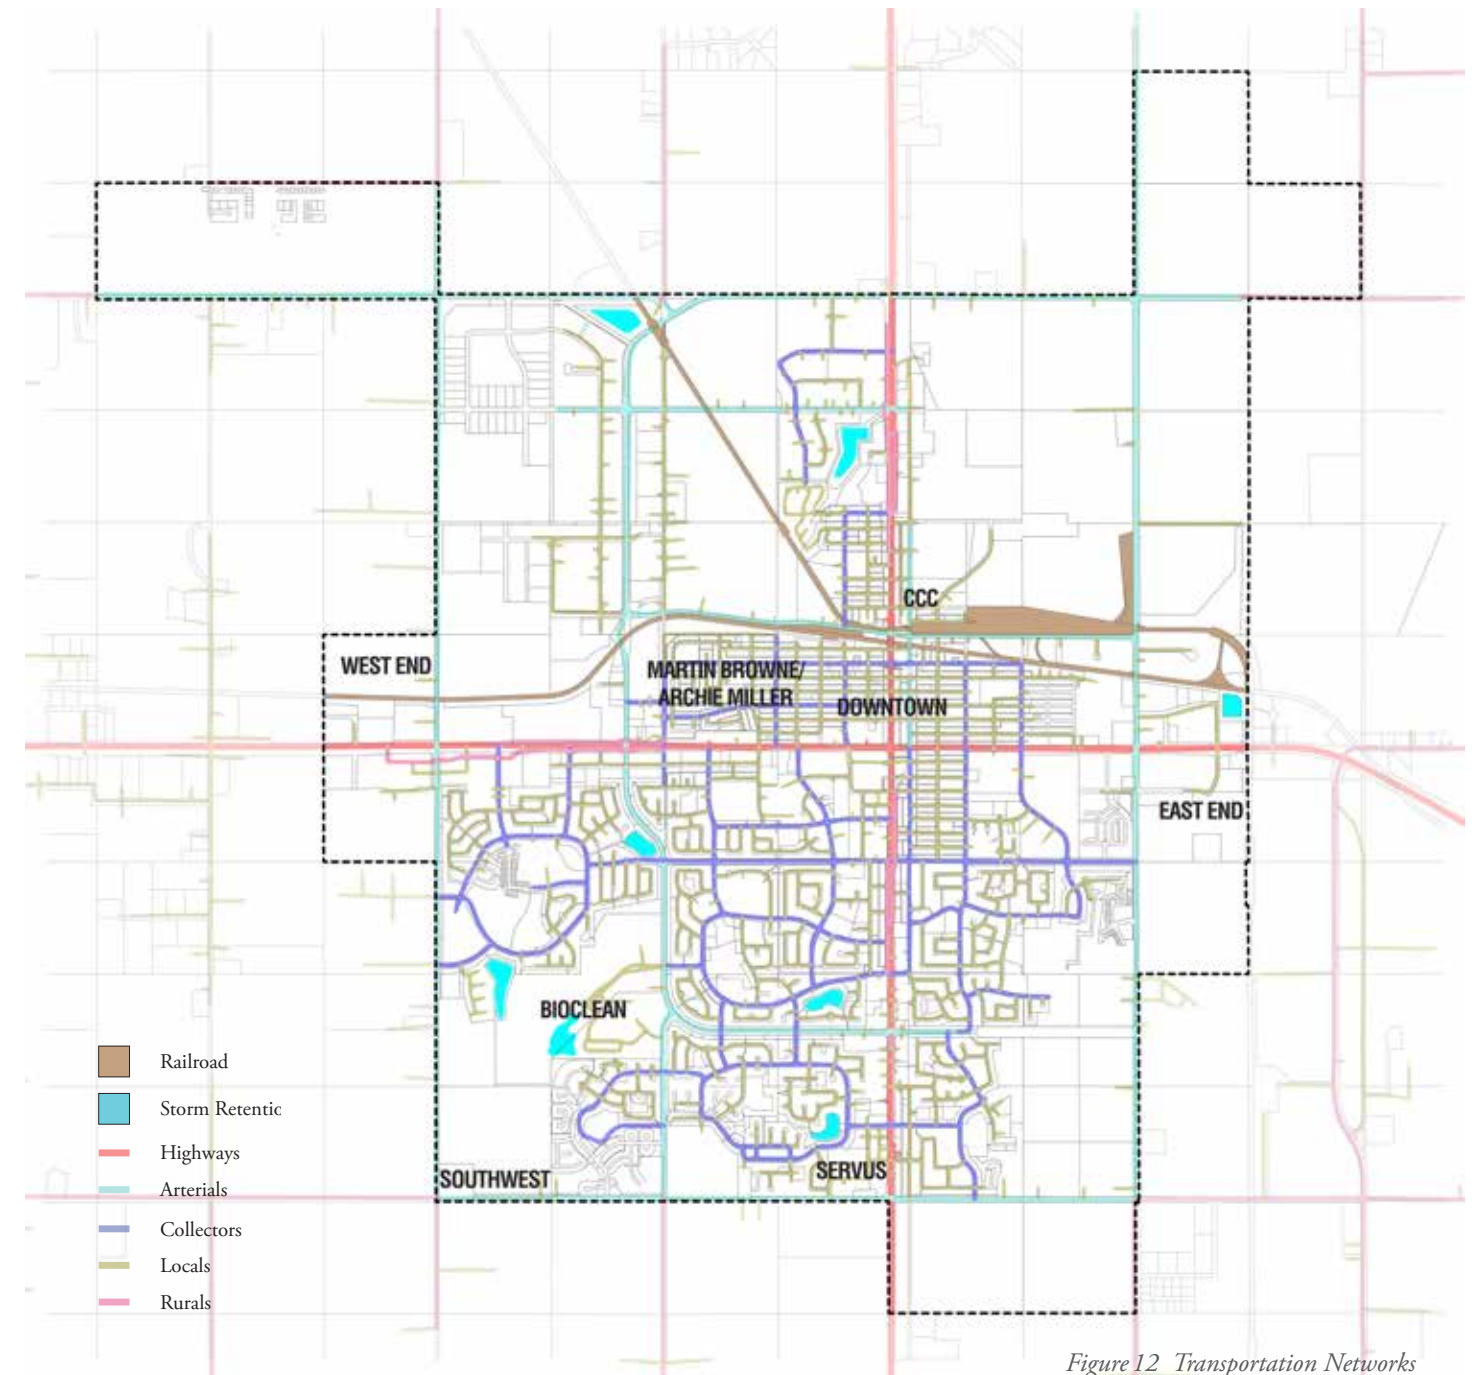 CCC
WEST END
MARTIN BROWNE/
ARCHIE MILLER
DOWNTOWN
EAST END
BIOCLEAN
SOUTHWEST
SERVUS
Railroad
Storm Retentic
Highways
Arterials
Collectors
Locals
Rurals
Figure 12 Transportation Networks